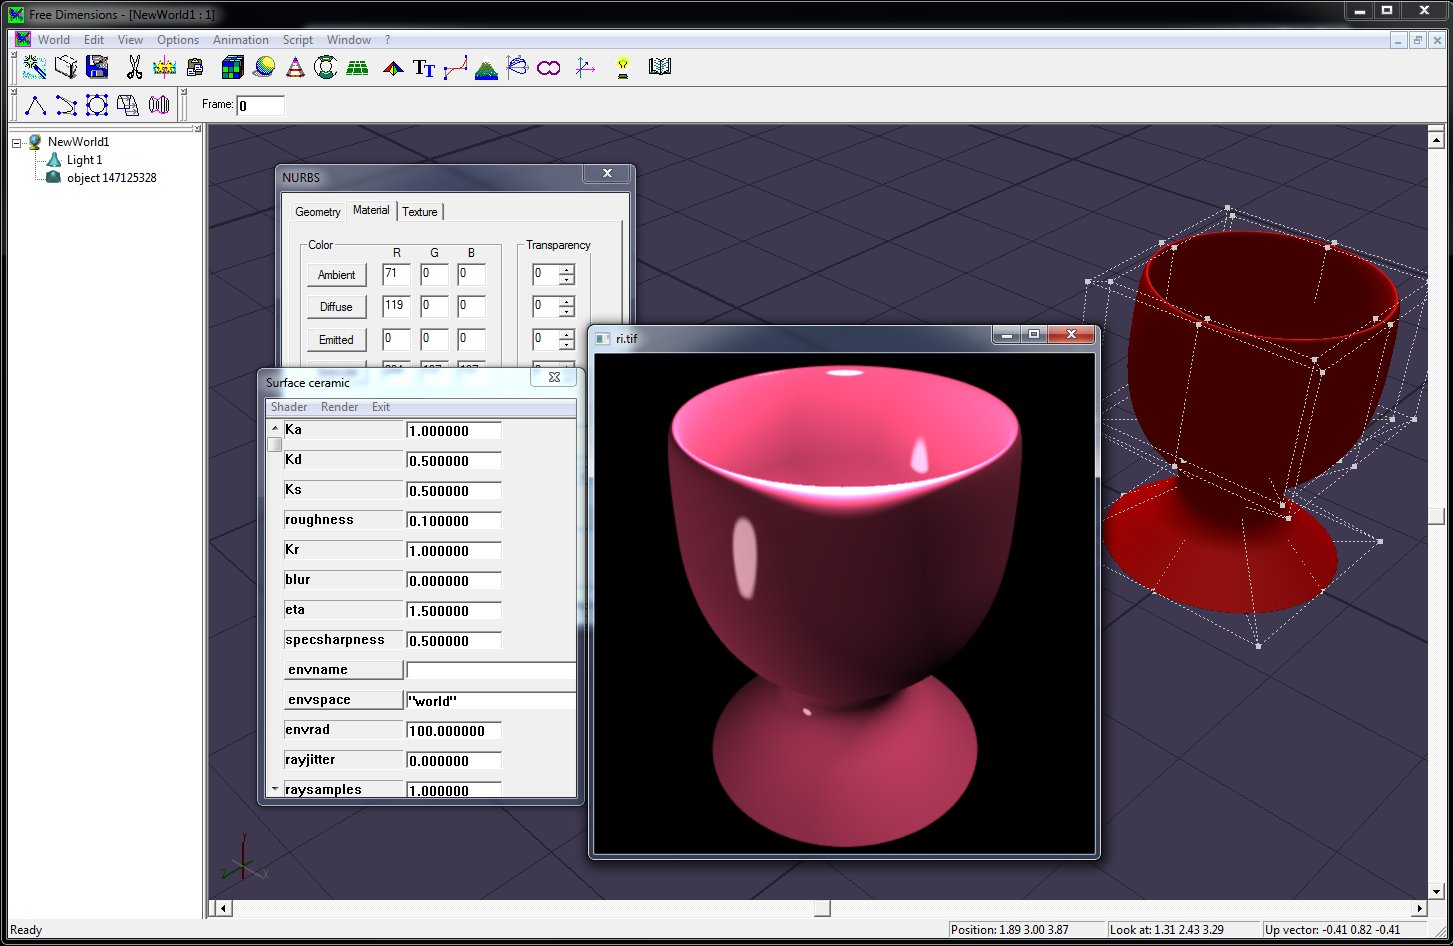 Free Dimensions - [NewWorld1 : 1]
World Edit View Options Animation Script Window ?
Frame: 0
NewWorld1
Light 1
object 147125328
NURBS
Geometry Material Texture
Color Transparency
R G B
Ambient 71 0 0 0
Diffuse 119 0 0 0
Emitted 0 0 0 0
Surface ceramic
Shader Render Exit
Ka 1.000000
Kd 0.500000
Ks 0.500000
roughness 0.100000
Kr 1.000000
blur 0.000000
eta 1.500000
specsharpness 0.500000
envname
envspace "world"
envrad 100.000000
rayjitter 0.000000
raysamples 1.000000
ri.tif
Y
Z X
Ready
Position: 1.89 3.00 3.87 Look at: 1.31 2.43 3.29 Up vector: -0.41 0.82 -0.41